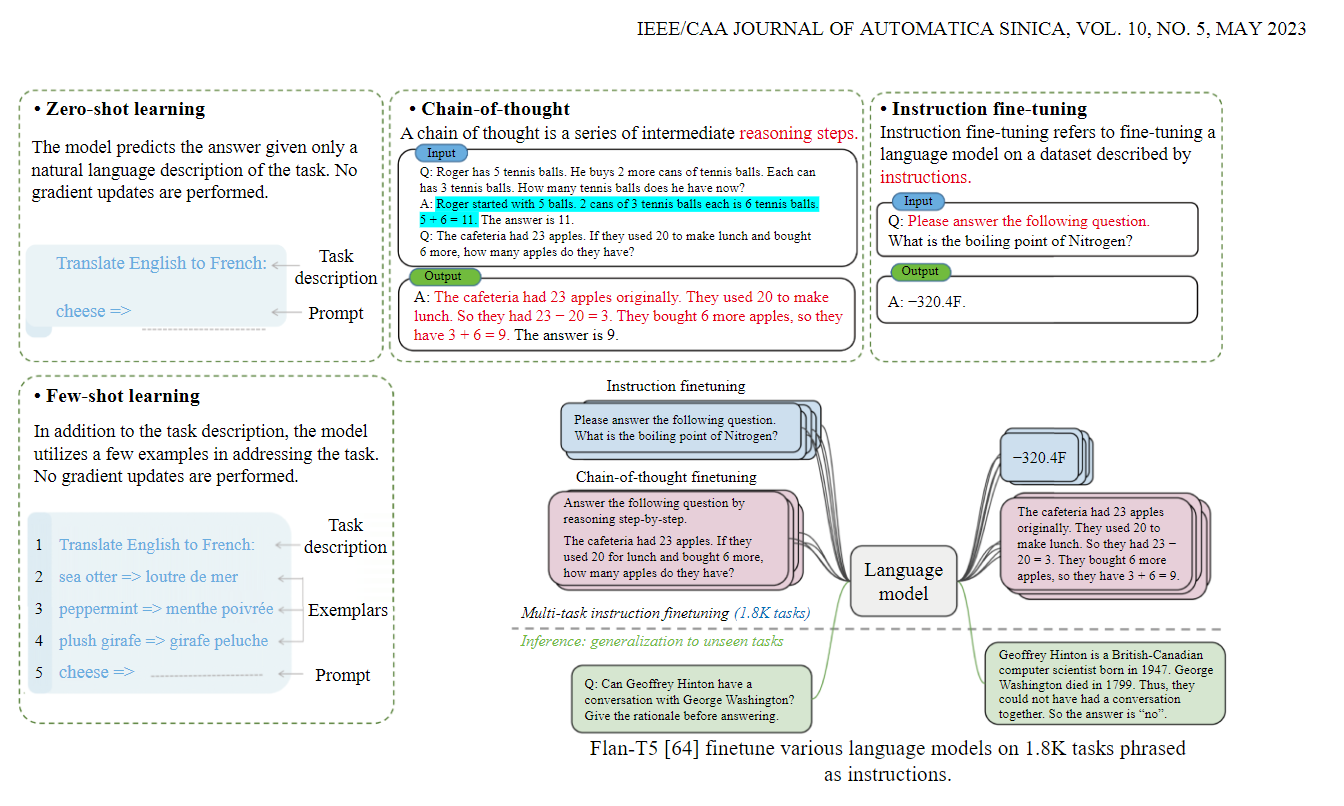 IEEE/CAA JOURNAL OF AUTOMATICA SINICA, VOL. 10, NO. 5, MAY 2023
• Zero-shot learning
The model predicts the answer given only a
natural language description of the task. No
gradient updates are performed.
Translate English to French:
Task
description
cheese =>
Prompt
• Chain-of-thought
A chain of thought is a series of intermediate reasoning steps.
Input
Q: Roger has 5 tennis balls. He buys 2 more cans of tennis balls. Each can
has 3 tennis balls. How many tennis balls does he have now?
A: Roger started with 5 balls. 2 cans of 3 tennis balls each is 6 tennis balls.
5 + 6 = 11. The answer is 11.
Q: The cafeteria had 23 apples. If they used 20 to make lunch and bought
6 more, how many apples do they have?
Output
A: The cafeteria had 23 apples originally. They used 20 to make
lunch. So they had 23 − 20 = 3. They bought 6 more apples, so they
have 3 + 6 = 9. The answer is 9.
• Instruction fine-tuning
Instruction fine-tuning refers to fine-tuning a
language model on a dataset described by
instructions.
Input
Q: Please answer the following question.
What is the boiling point of Nitrogen?
Output
A: −320.4F.
• Few-shot learning
In addition to the task description, the model
utilizes a few examples in addressing the task.
No gradient updates are performed.
1 Translate English to French:
Task
description
2 sea otter => loutre de mer
3 peppermint => menthe poivrée
Exemplars
4 plush girafe => girafe peluche
5 cheese =>
Prompt
Instruction finetuning
Please answer the following question.
What is the boiling point of Nitrogen?
Chain-of-thought finetuning
Answer the following question by
reasoning step-by-step.
The cafeteria had 23 apples. If they
used 20 for lunch and bought 6 more,
how many apples do they have?
Multi-task instruction finetuning (1.8K tasks)
Inference: generalization to unseen tasks
Q: Can Geoffrey Hinton have a
conversation with George Washington?
Give the rationale before answering.
Language
model
−320.4F
The cafeteria had 23 apples
originally. They used 20 to
make lunch. So they had 23 −
20 = 3. They bought 6 more
apples, so they have 3 + 6 = 9.
Geoffrey Hinton is a British-Canadian
computer scientist born in 1947. George
Washington died in 1799. Thus, they
could not have had a conversation
together. So the answer is “no”.
Flan-T5 [64] finetune various language models on 1.8K tasks phrased
as instructions.